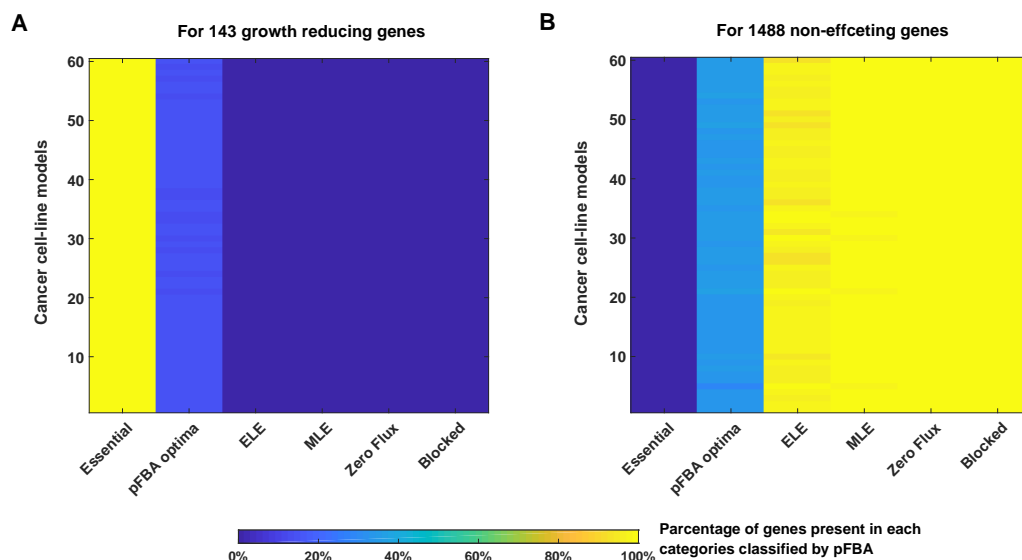 A
For 143 growth reducing genes
Cancer cell-line models
60
50
40
30
20
10
Essential
pFBA optima
ELE
MLE
Zero Flux
Blocked
B
For 1488 non-effceting genes
Cancer cell-line models
60
50
40
30
20
10
Essential
pFBA optima
ELE
MLE
Zero Flux
Blocked
0% 20% 40% 60% 80% 100%
Parcentage of genes present in each
categories classified by pFBA